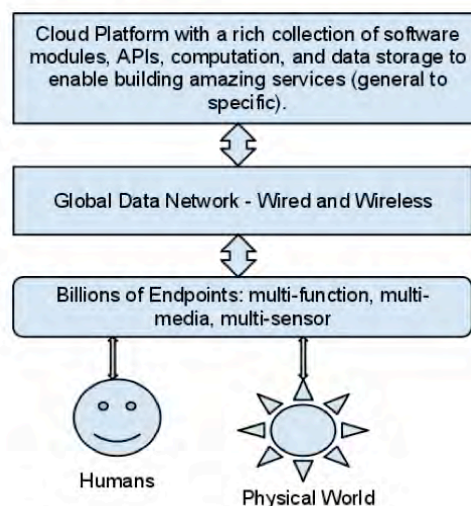 Cloud Platform with a rich collection of software
modules, APIs, computation, and data storage to
enable building amazing services (general to
specific).
Global Data Network - Wired and Wireless
Billions of Endpoints: multi-function, multi-
media, multi-sensor
Humans
Physical World